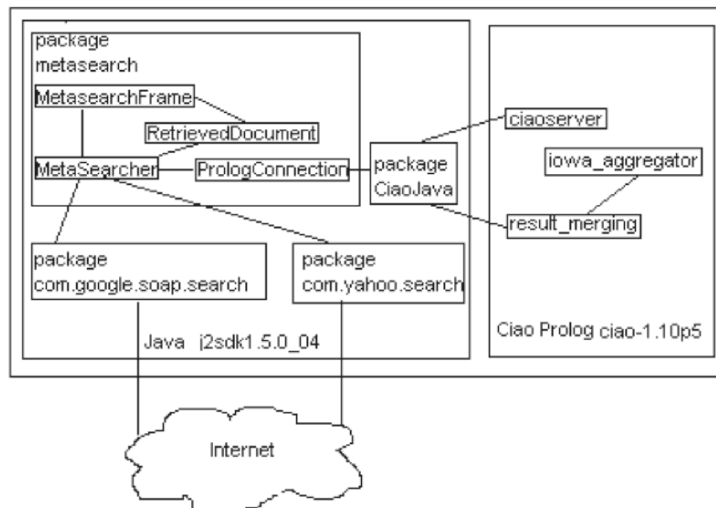 package
metasearch
MetasearchFrame
RetrievedDocument
MetaSearcher
PrologConnection
package
CiaoJava
ciaoserver
iowa_aggregator
result_merging
package
com.google.soap.search
package
com.yahoo.search
Java j2sdk1.5.0_04
Ciao Prolog ciao-1.10p5
Internet